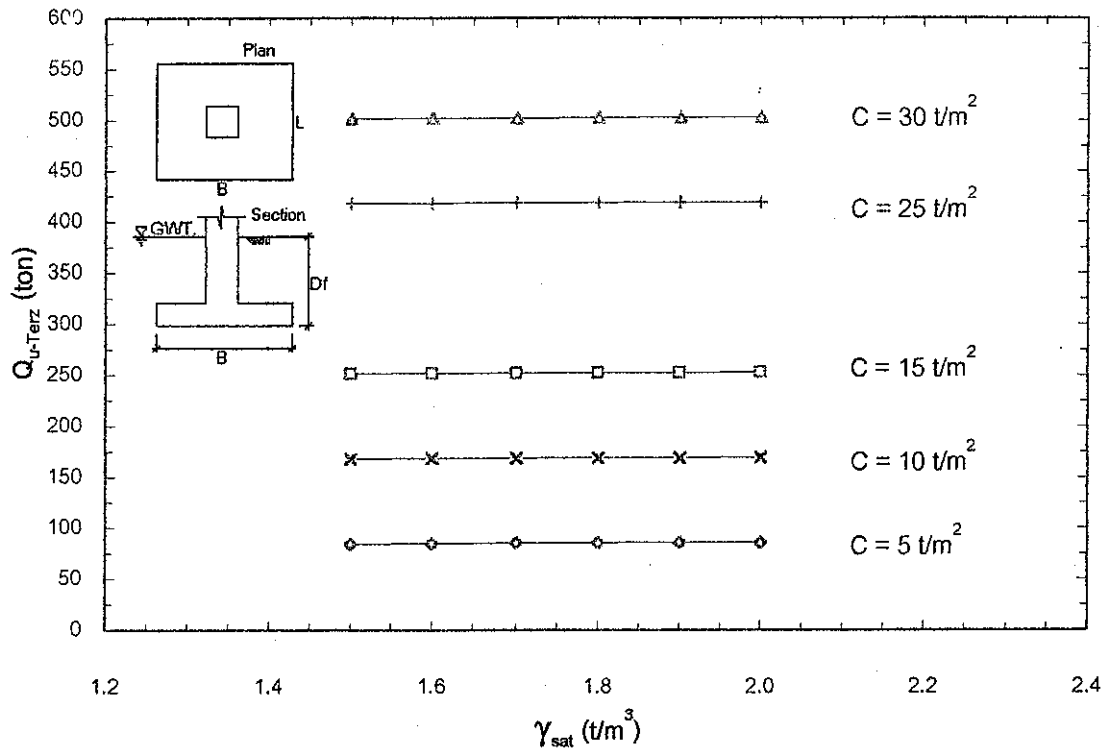 600
550
500
450
400
350
300
250
200
150
100
50
0
Q u-Terz (ton)
Plan
L
B
Section
GWT.
Df
B
C = 30 t/m²
C = 25 t/m²
C = 15 t/m²
C = 10 t/m²
C = 5 t/m²
1.2 1.4 1.6 1.8 2.0 2.2 2.4
γsat (t/m³)